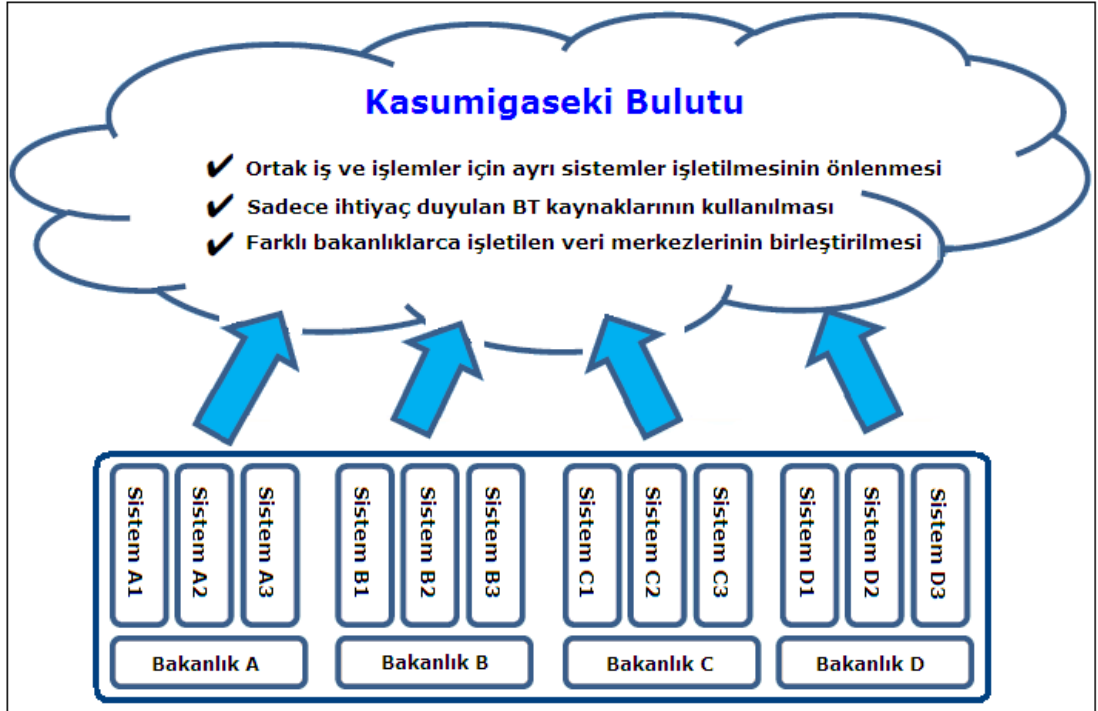 Kasumigaseki Bulutu
✔ Ortak iş ve işlemler için ayrı sistemler işletilmesinin önlenmesi
✔ Sadece ihtiyaç duyulan BT kaynaklarının kullanılması
✔ Farklı bakanlıklarca işletilen veri merkezlerinin birleştirilmesi
Sistem A1
Sistem A2
Sistem A3
Bakanlık A
Sistem B1
Sistem B2
Sistem B3
Bakanlık B
Sistem C1
Sistem C2
Sistem C3
Bakanlık C
Sistem D1
Sistem D2
Sistem D3
Bakanlık D